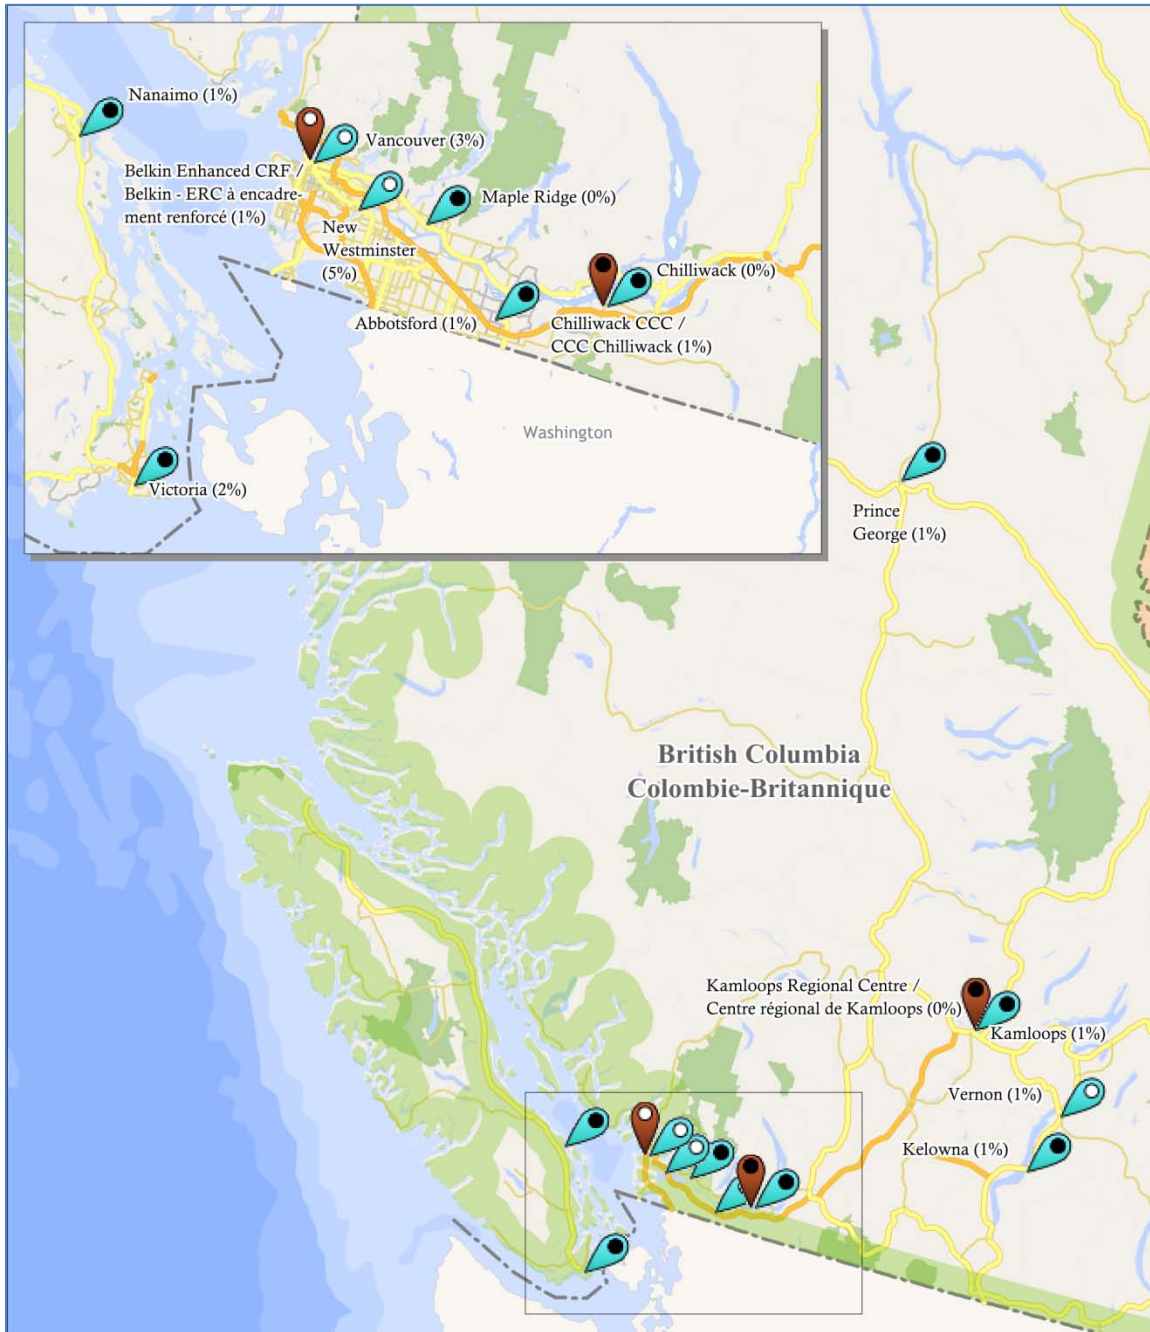 Nanaimo (1%)
Vancouver (3%)
Belkin Enhanced CRF /
Belkin - ERC à encadre-
ment renforcé (1%)
Maple Ridge (0%)
New
Westminster
(5%)
Chilliwack (0%)
Abbotsford (1%)
Chilliwack CCC /
CCC Chilliwack (1%)
Washington
Victoria (2%)
Prince
George (1%)
British Columbia
Colombie-Britannique
Kamloops Regional Centre /
Centre régional de Kamloops (0%)
Kamloops (1%)
Vernon (1%)
Kelowna (1%)